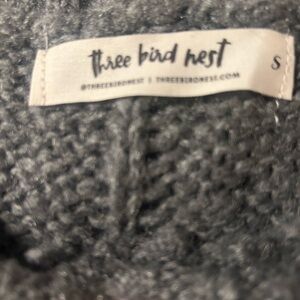 three bird nest
@THREEBIRDNEST | THREEBIRDNEST.COM
S